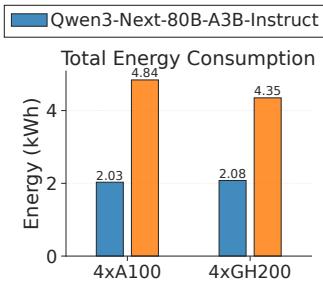 Qwen3-Next-80B-A3B-Instruct
Total Energy Consumption
Energy (kWh)
4
2
0
2.03
4.84
2.08
4.35
4xA100
4xGH200